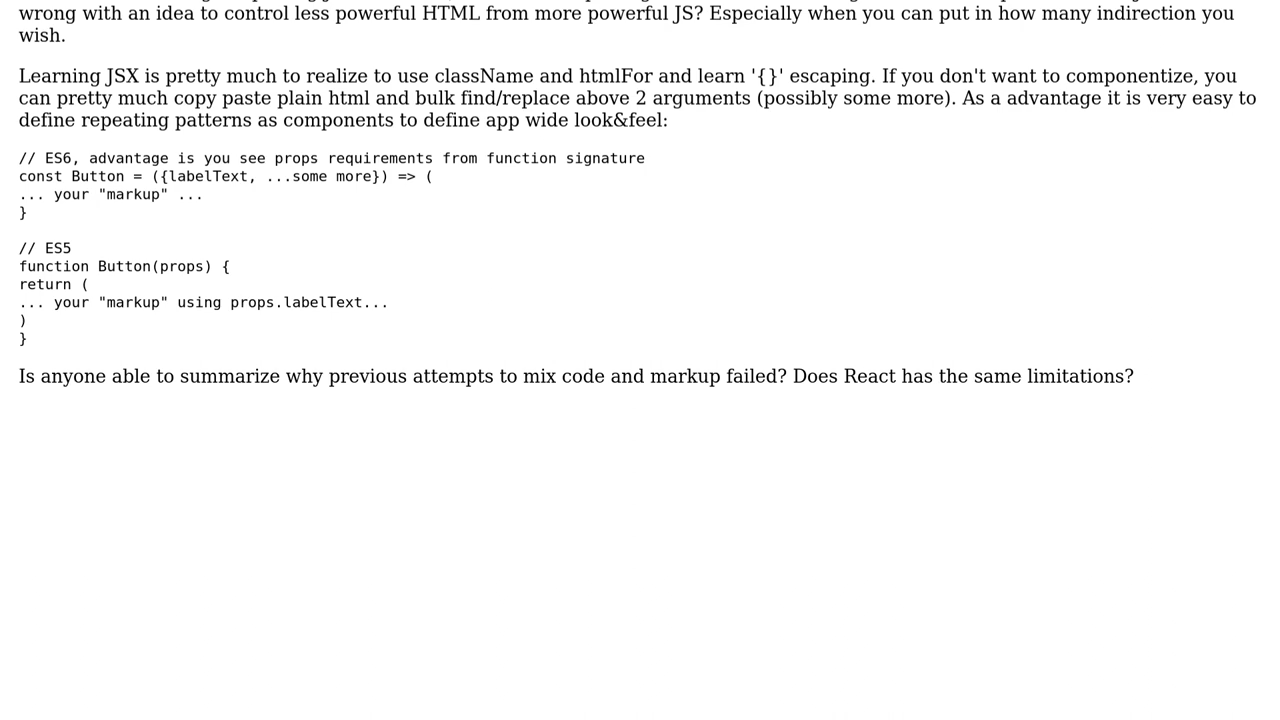 wrong with an idea to control less powerful HTML from more powerful JS? Especially when you can put in how many indirection you
wish.
Learning JSX is pretty much to realize to use className and htmlFor and learn '{}' escaping. If you don't want to componentize, you
can pretty much copy paste plain html and bulk find/replace above 2 arguments (possibly some more). As a advantage it is very easy to
define repeating patterns as components to define app wide look&feel:
// ES6, advantage is you see props requirements from function signature
const Button = ({labelText, ...some more}) => (
... your "markup" ...
}
// ES5
function Button(props) {
return (
... your "markup" using props.labelText...
)
}
Is anyone able to summarize why previous attempts to mix code and markup failed? Does React has the same limitations?